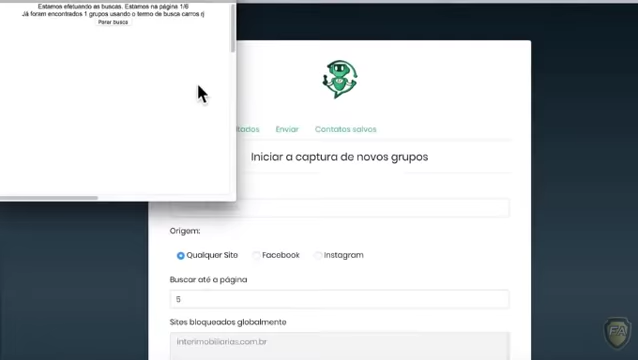 Estamos efetuando as buscas. Estamos na página 1/6
Já foram encontrados 1 grupos usando o termo de busca carros rj
Parar busca
tados
Enviar
Contatos salvos
Iniciar a captura de novos grupos
Origem:
Qualquer Site
Facebook
Instagram
Buscar até a página
5
Sites bloqueados globalmente
interimobiliarias.com.br
FA